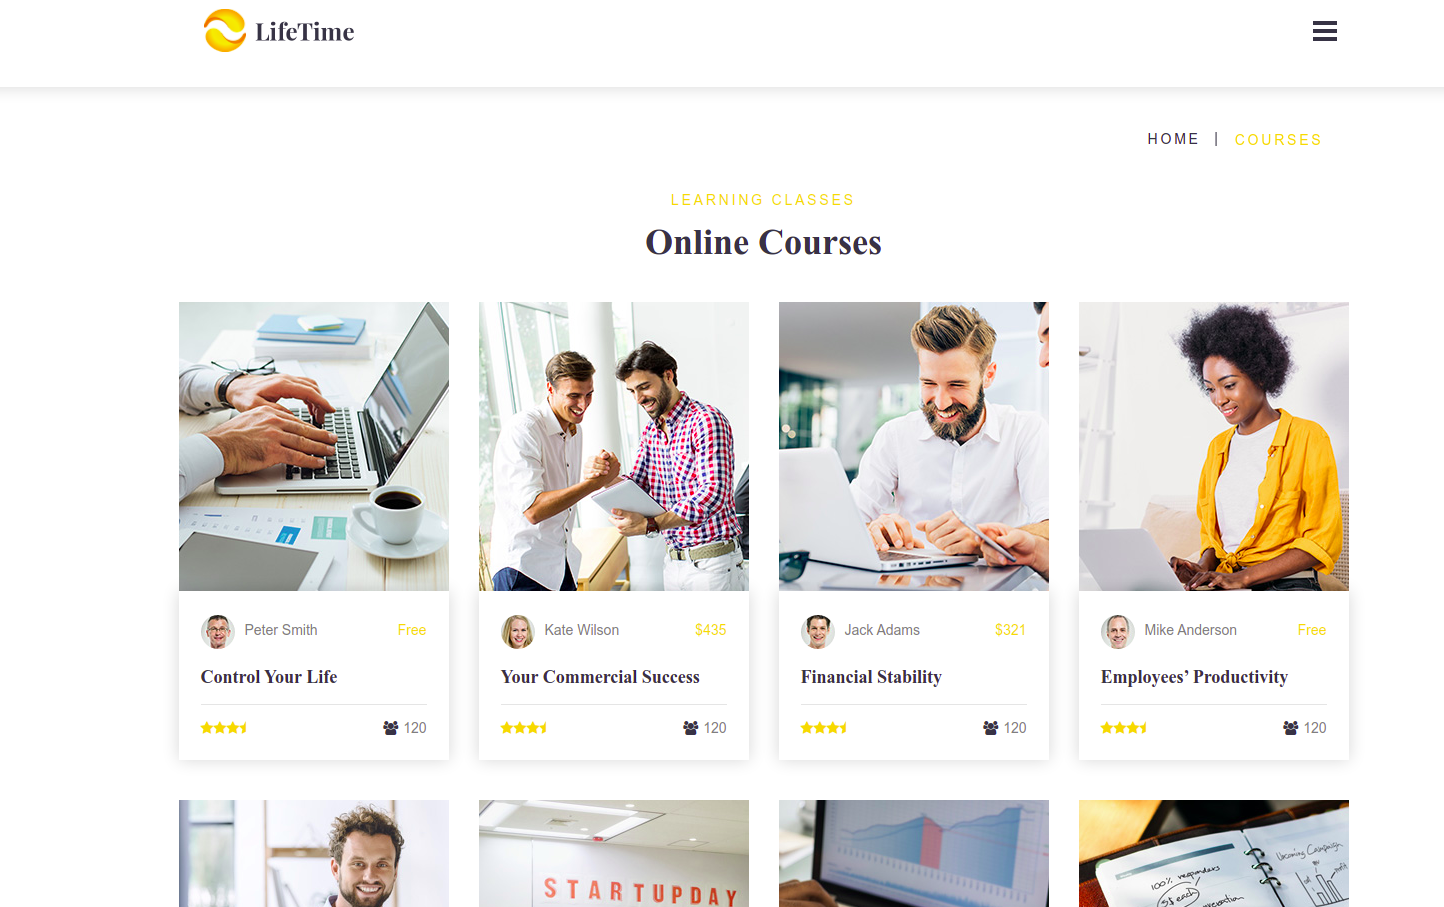 LifeTime
HOME | COURSES
LEARNING CLASSES
Online Courses
Peter Smith Free
Control Your Life
120
Kate Wilson $435
Your Commercial Success
120
Jack Adams $321
Financial Stability
120
Mike Anderson Free
Employees’ Productivity
120
STARTUPDAY
Upcoming Campaign
100% responders
5$ each